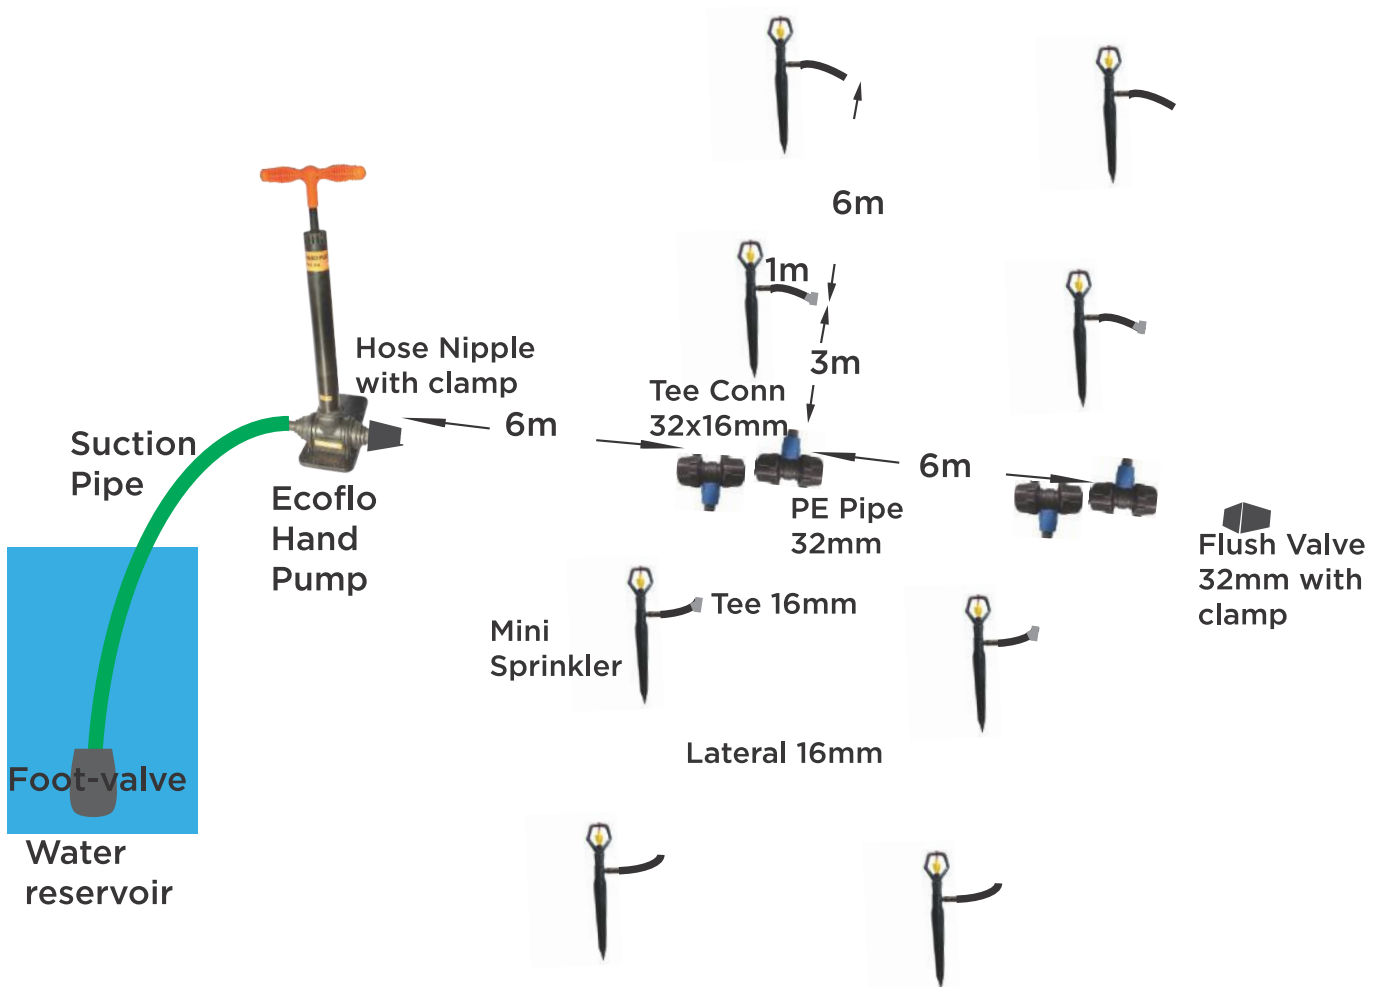 6m
1m
3m
Hose Nipple
with clamp
Tee Conn
32x16mm
6m
6m
Suction
Pipe
Ecoflo
Hand
Pump
PE Pipe
32mm
Flush Valve
32mm with
clamp
Tee 16mm
Mini
Sprinkler
Lateral 16mm
Foot-valve
Water
reservoir